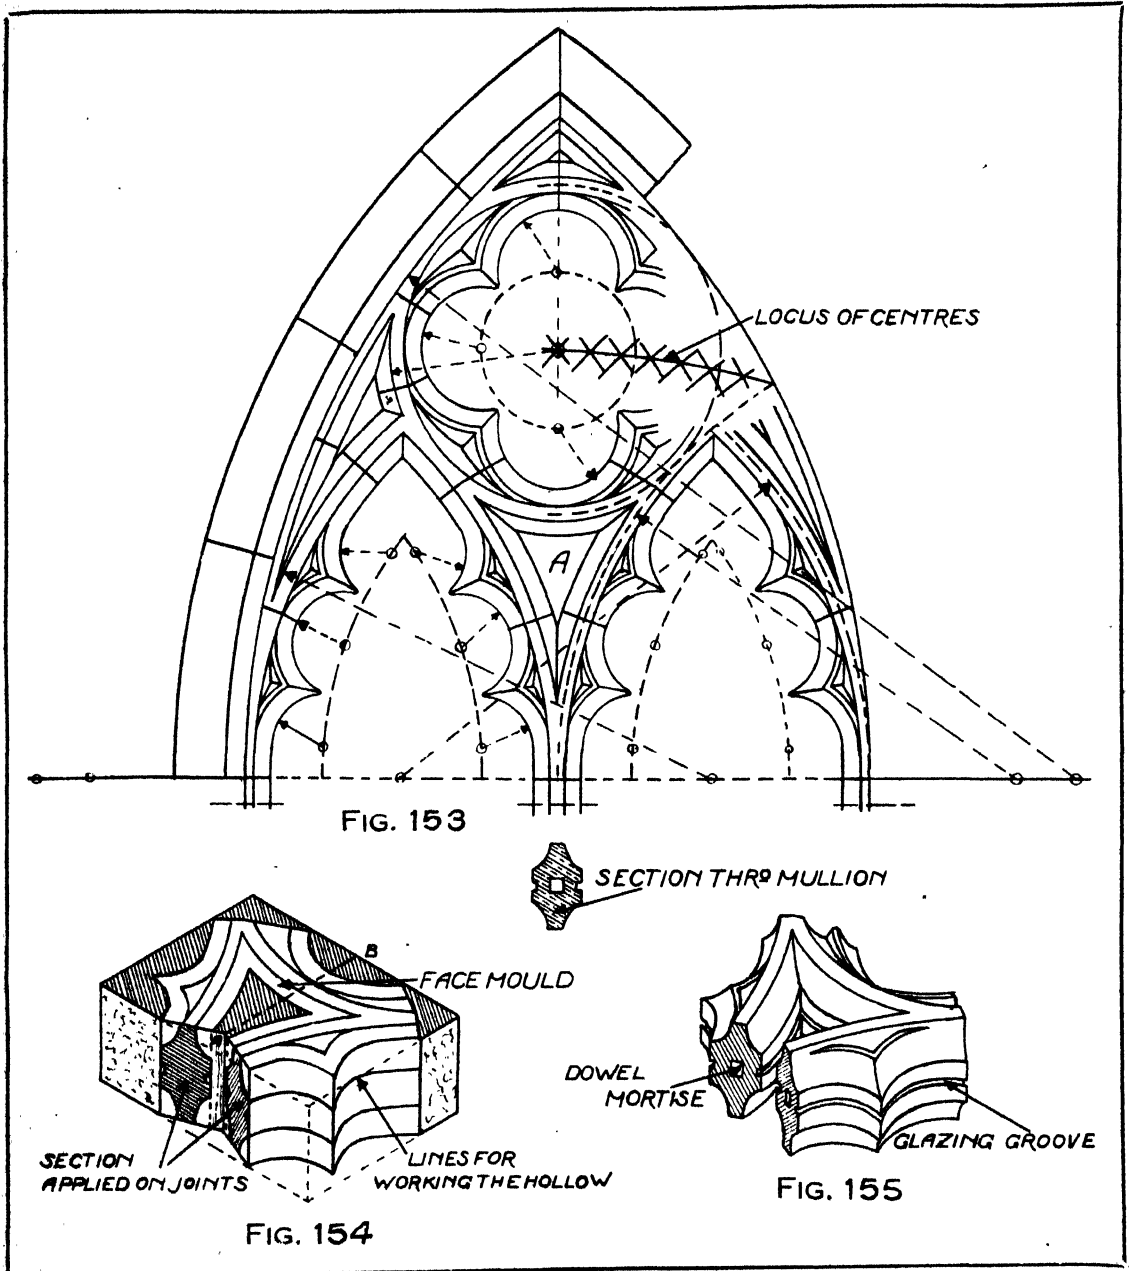 LOCUS OF CENTRES
A
FIG. 153
SECTION THRO MULLION
B
FACE MOULD
SECTION
APPLIED ON JOINTS
LINES FOR
WORKING THE HOLLOW
FIG. 154
DOWEL
MORTISE
GLAZING GROOVE
FIG. 155